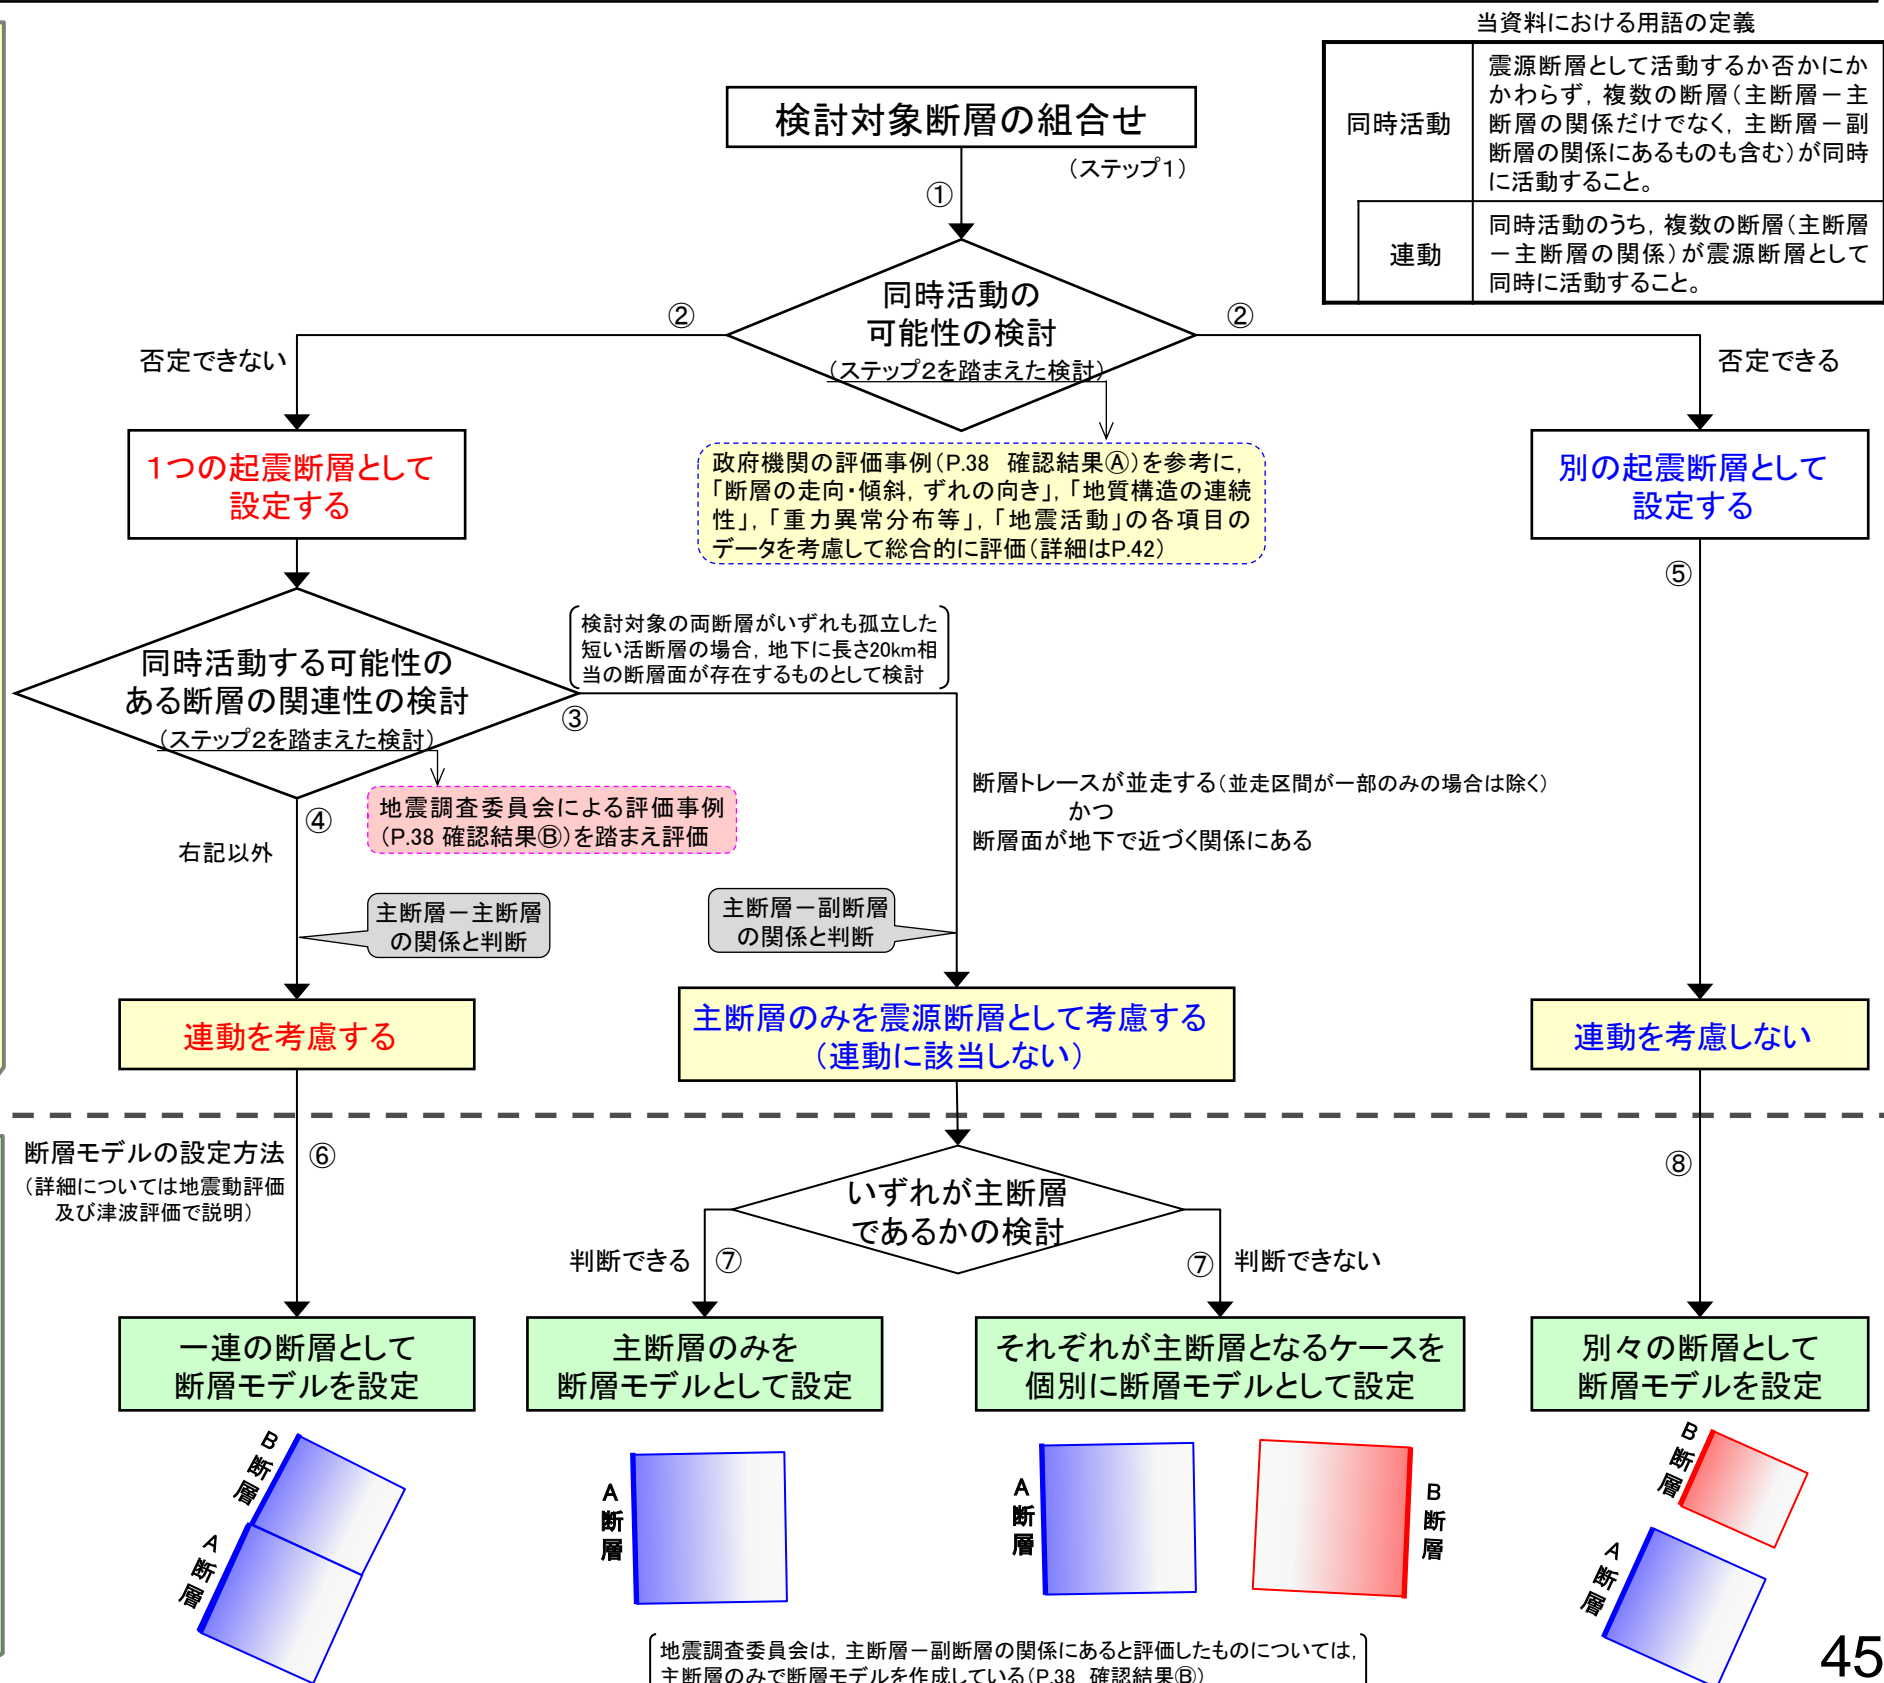 当資料における用語の定義
同時活動
震源断層として活動するか否かにか
かわらず，複数の断層（主断層－主
断層の関係だけでなく，主断層－副
断層の関係にあるものも含む）が同時
に活動すること。
連動
同時活動のうち，複数の断層（主断層
－主断層の関係）が震源断層として
同時に活動すること。
検討対象断層の組合せ
（ステップ１）
①
同時活動の
可能性の検討
（ステップ２を踏まえた検討）
②
②
否定できない
否定できる
１つの起震断層として
設定する
政府機関の評価事例（P.38　確認結果Ⓐ）を参考に，
「断層の走向・傾斜，ずれの向き」，「地質構造の連続
性」，「重力異常分布等」，「地震活動」の各項目の
データを考慮して総合的に評価（詳細はP.42）
別の起震断層として
設定する
⑤
検討対象の両断層がいずれも孤立した
短い活断層の場合，地下に長さ20km相
当の断層面が存在するものとして検討
同時活動する可能性の
ある断層の関連性の検討
（ステップ２を踏まえた検討）
③
④
地震調査委員会による評価事例
（P.38 確認結果Ⓑ）を踏まえ評価
右記以外
断層トレースが並走する（並走区間が一部のみの場合は除く）
かつ
断層面が地下で近づく関係にある
主断層－主断層
の関係と判断
主断層－副断層
の関係と判断
連動を考慮する
主断層のみを震源断層として考慮する
（連動に該当しない）
連動を考慮しない
断層モデルの設定方法
（詳細については地震動評価
及び津波評価で説明）
⑥
⑧
いずれが主断層
であるかの検討
判断できる
⑦
⑦
判断できない
一連の断層として
断層モデルを設定
主断層のみを
断層モデルとして設定
それぞれが主断層となるケースを
個別に断層モデルとして設定
別々の断層として
断層モデルを設定
B断層
A断層
A断層
A断層
B断層
B断層
A断層
地震調査委員会は，主断層－副断層の関係にあると評価したものについては，
主断層のみで断層モデルを作成している（P.38　確認結果Ⓑ）
45